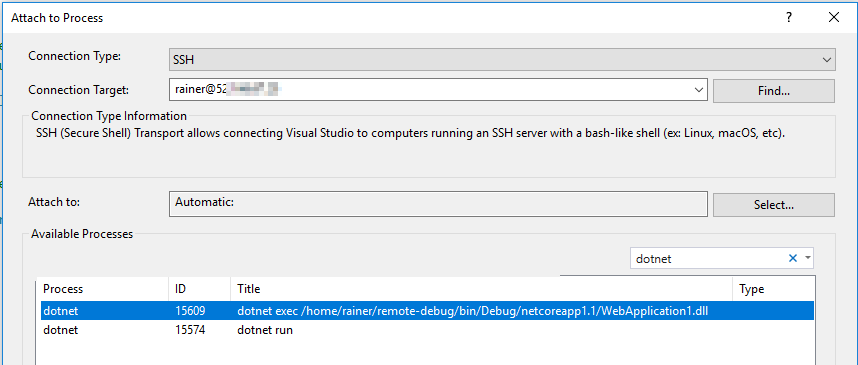 Attach to Process
Connection Type:
SSH
Connection Target:
rainer@52
Find...
Connection Type Information
SSH (Secure Shell) Transport allows connecting Visual Studio to computers running an SSH server with a bash-like shell (ex: Linux, macOS, etc).
Attach to:
Automatic:
Select...
Available Processes
dotnet
Process ID Title Type
dotnet 15609 dotnet exec /home/rainer/remote-debug/bin/Debug/netcoreapp1.1/WebApplication1.dll
dotnet 15574 dotnet run